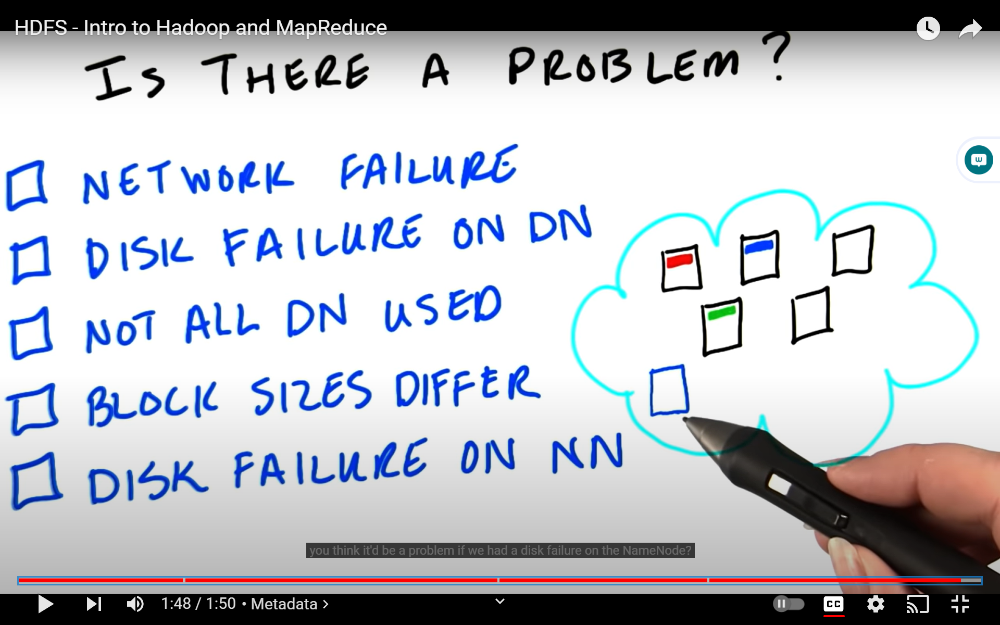 HDFS - Intro to Hadoop and MapReduce
IS THERE A PROBLEM?
NETWORK FAILURE
DISK FAILURE ON DN
NOT ALL DN USED
BLOCK SIZES DIFFER
DISK FAILURE ON NN
W
you think it'd be a problem if we had a disk failure on the NameNode?
1:48 / 1:50 • Metadata >
CC